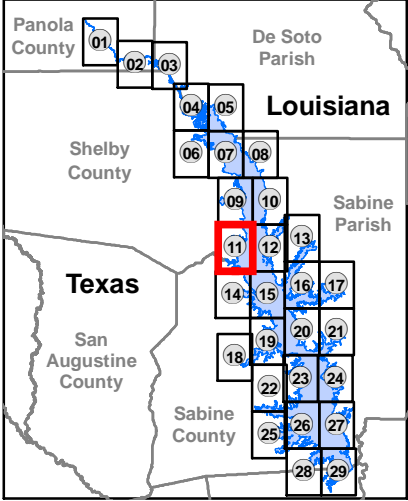 Panola
County
De Soto
Parish
01
02
03
04
05
Louisiana
Shelby
County
06
07
08
09
10
Sabine
Parish
11
12
13
Texas
14
15
16
17
San
Augustine
County
18
19
20
21
22
23
24
Sabine
County
25
26
27
28
29